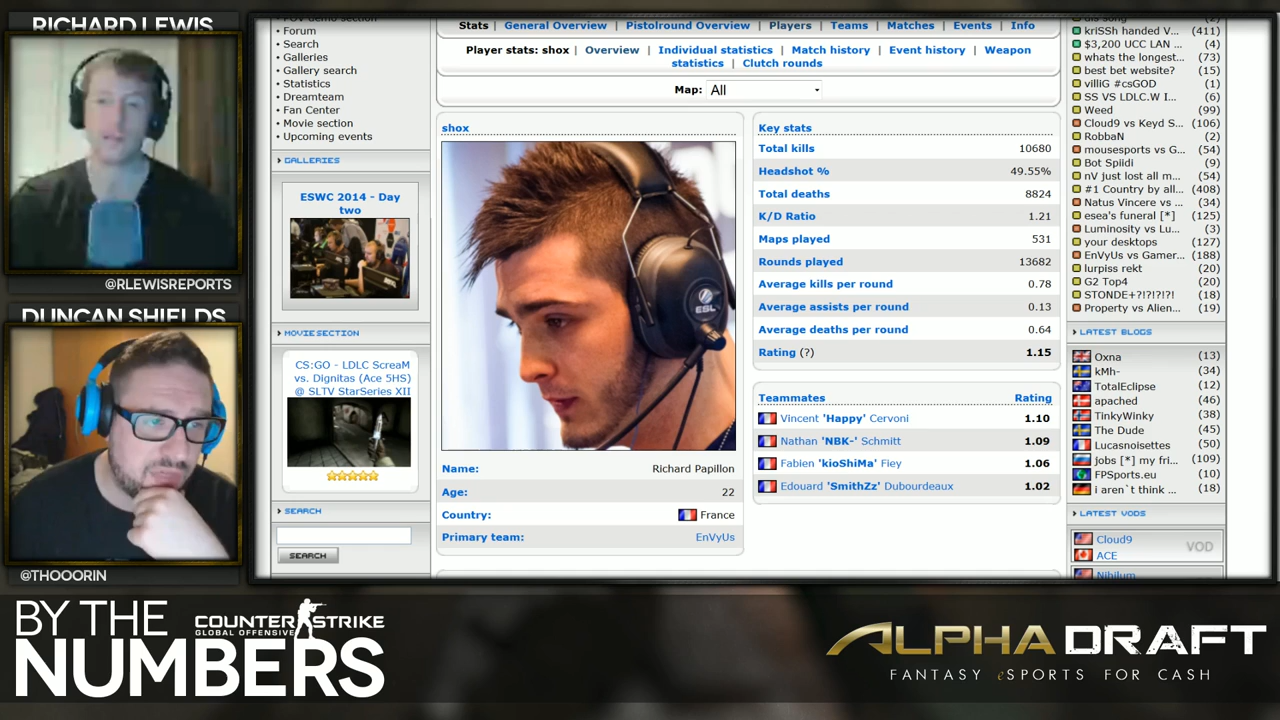 RICHARD LEWIS
@RLEWISREPORTS
DUNCAN SHIELDS
@THOOORIN
• Forum
• Search
• Galleries
• Gallery search
• Statistics
• Dreamteam
• Fan Center
• Movie section
• Upcoming events
GALLERIES
ESWC 2014 - Day
two
MOVIE SECTION
CS:GO - LDLC ScreaM
vs. Dignitas (Ace 5HS)
@ SLTV StarSeries XII
SEARCH
SEARCH
Stats | General Overview | Pistolround Overview | Players | Teams | Matches | Events | Info
Player stats: shox | Overview | Individual statistics | Match history | Event history | Weapon
statistics | Clutch rounds
Map: All
shox
ESL
Name: Richard Papillon
Age: 22
Country: France
Primary team: EnVyUs
Key stats
Total kills 10680
Headshot % 49.55%
Total deaths 8824
K/D Ratio 1.21
Maps played 531
Rounds played 13682
Average kills per round 0.78
Average assists per round 0.13
Average deaths per round 0.64
Rating (?) 1.15
Teammates Rating
Vincent 'Happy' Cervoni 1.10
Nathan 'NBK-' Schmitt 1.09
Fabien 'kioShiMa' Fiey 1.06
Edouard 'SmithZz' Dubourdeaux 1.02
krISSh handed V... (411)
$3,200 UCC LAN ... (4)
whats the longest... (73)
best bet website? (15)
villiG #csGOD (1)
SS VS LDLC.W I... (6)
Weed (99)
Cloud9 vs Keyd S... (106)
RobbaN (2)
mousesports vs G... (54)
Bot Spiidi (9)
nV just lost all m... (54)
#1 Country by all... (408)
Natus Vincere vs ... (34)
esea's funeral [*] (125)
Luminosity vs Lu... (3)
your desktops (127)
EnVyUs vs Gamer... (188)
lurpiss rekt (20)
G2 Top4 (20)
STONDE+?!?!?!?! (18)
Property vs Alien... (19)
LATEST BLOGS
Oxna (13)
kMh- (34)
TotalEclipse (12)
apached (46)
TinkyWinky (38)
The Dude (45)
Lucasnoisettes (50)
jobs [*] my fri... (109)
FPSports.eu (10)
i aren`t think ... (18)
LATEST VODS
Cloud9
ACE
VOD
Nihilum
BY THE
NUMBERS
COUNTER STRIKE
GLOBAL OFFENSIVE
ALPHADRAFT
FANTASY eSPORTS FOR CASH